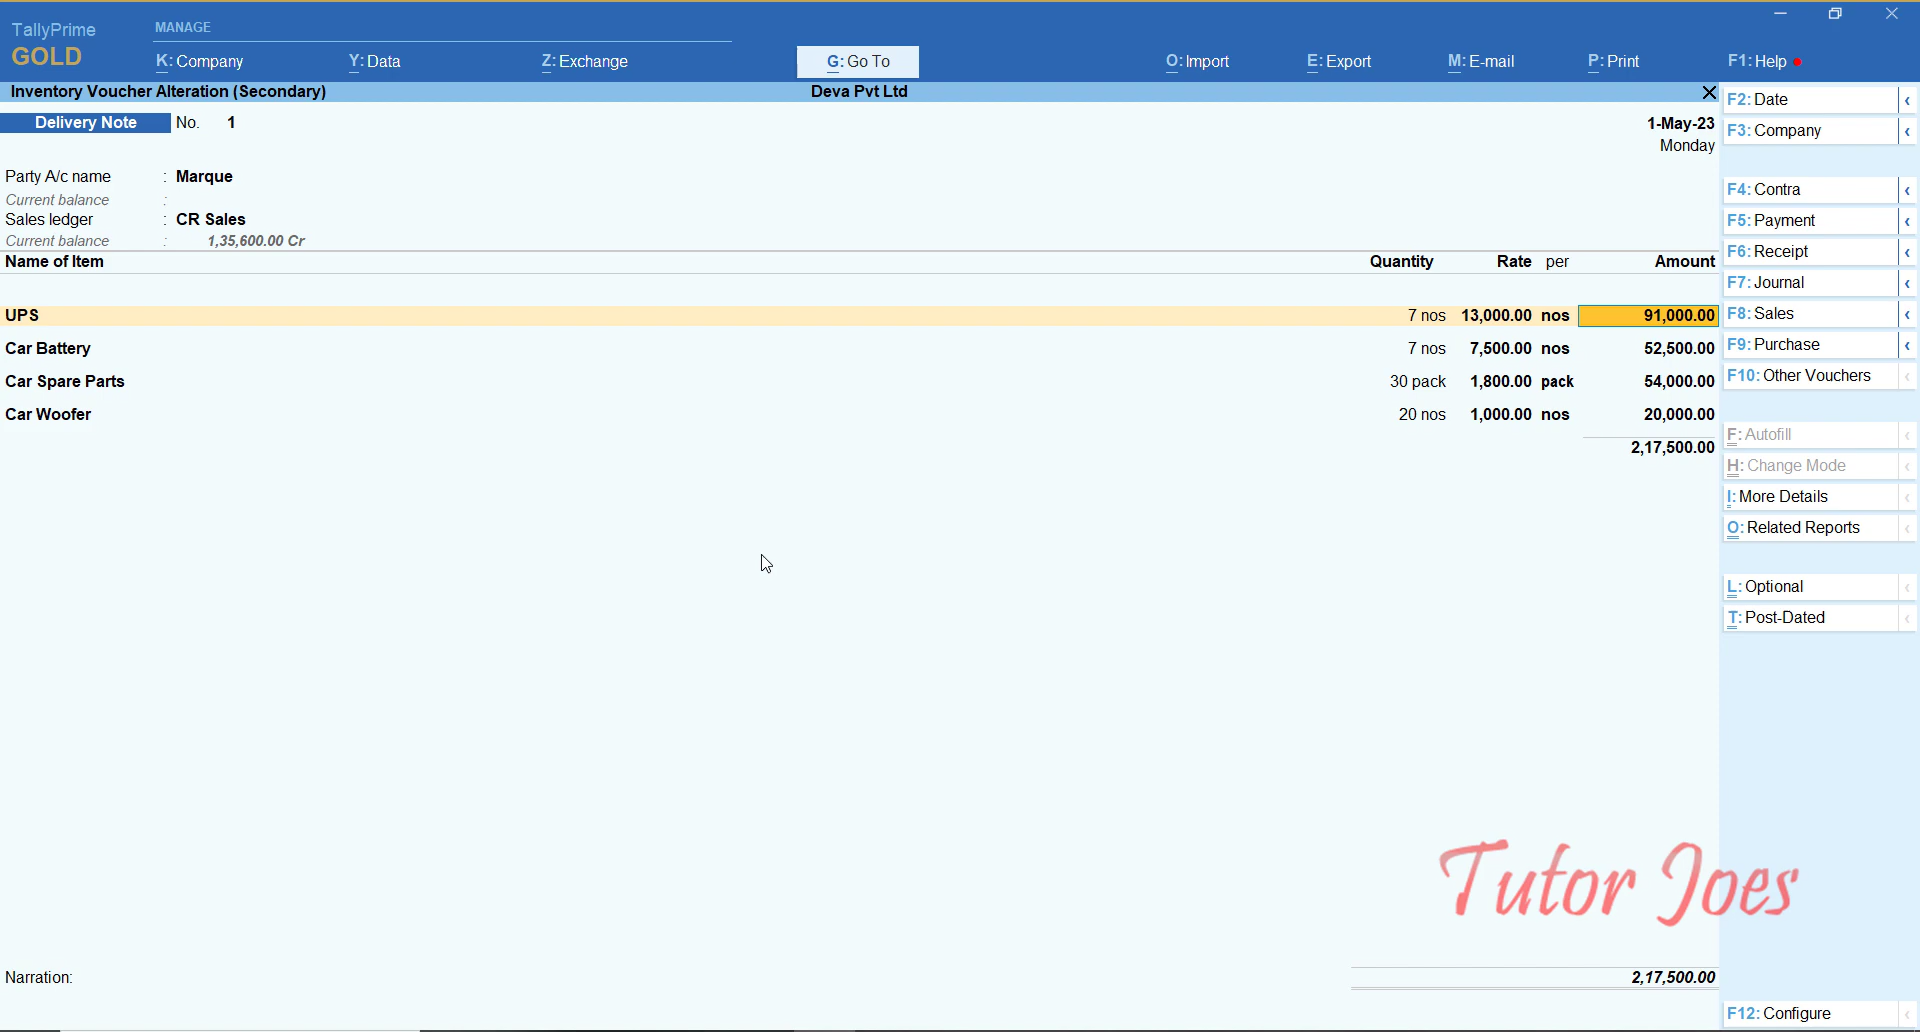 TallyPrime
GOLD
MANAGE
K: Company
Y: Data
Z: Exchange
G: Go To
O: Import
E: Export
M: E-mail
P: Print
F1: Help
Inventory Voucher Alteration (Secondary)
Deva Pvt Ltd
Delivery Note No. 1
1-May-23
Monday
Party A/c name : Marque
Current balance :
Sales ledger : CR Sales
Current balance : 1,35,600.00 Cr
Name of Item Quantity Rate per Amount
UPS 7 nos 13,000.00 nos 91,000.00
Car Battery 7 nos 7,500.00 nos 52,500.00
Car Spare Parts 30 pack 1,800.00 pack 54,000.00
Car Woofer 20 nos 1,000.00 nos 20,000.00
2,17,500.00
Tutor Joes
Narration: 2,17,500.00
F2: Date
F3: Company
F4: Contra
F5: Payment
F6: Receipt
F7: Journal
F8: Sales
F9: Purchase
F10: Other Vouchers
F: Autofill
H: Change Mode
I: More Details
O: Related Reports
L: Optional
T: Post-Dated
F12: Configure